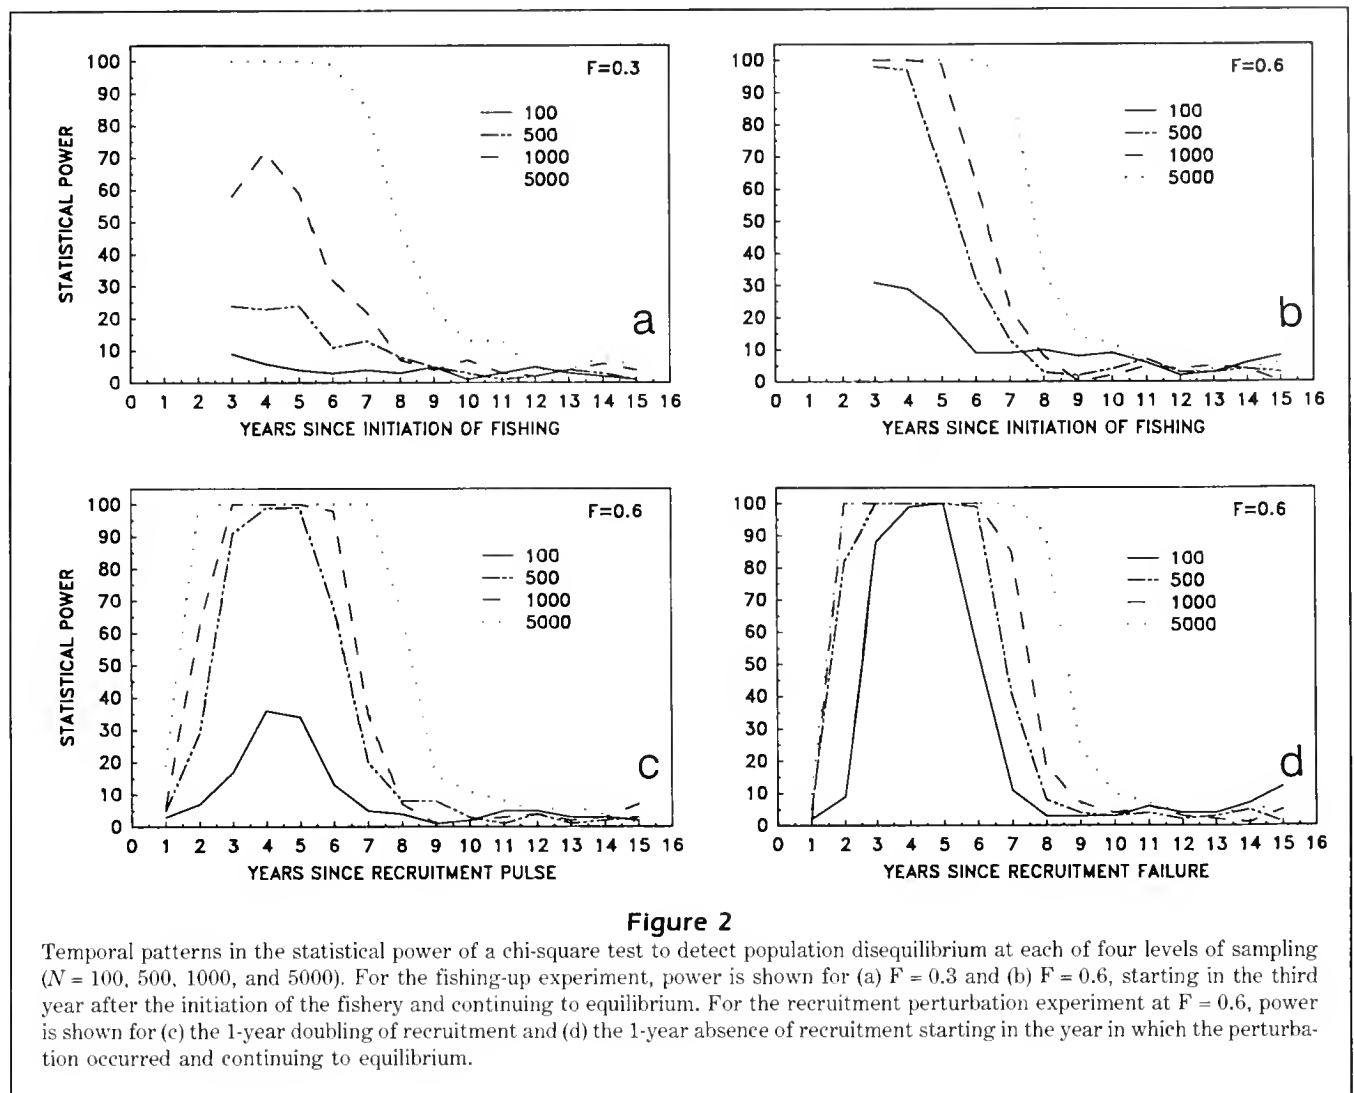 100
90
80
70
60
50
40
30
20
10
0
STATISTICAL POWER
F=0.3
100
500
1000
5000
a
0 1 2 3 4 5 6 7 8 9 10 11 12 13 14 15 16
YEARS SINCE INITIATION OF FISHING
100
90
80
70
60
50
40
30
20
10
0
F=0.6
100
500
1000
5000
b
0 1 2 3 4 5 6 7 8 9 10 11 12 13 14 15 16
YEARS SINCE INITIATION OF FISHING
100
90
80
70
60
50
40
30
20
10
0
STATISTICAL POWER
F=0.6
100
500
1000
5000
c
0 1 2 3 4 5 6 7 8 9 10 11 12 13 14 15 16
YEARS SINCE RECRUITMENT PULSE
100
90
80
70
60
50
40
30
20
10
0
F=0.6
100
500
1000
5000
d
0 1 2 3 4 5 6 7 8 9 10 11 12 13 14 15 16
YEARS SINCE RECRUITMENT FAILURE
Figure 2
Temporal patterns in the statistical power of a chi-square test to detect population disequilibrium at each of four levels of sampling
(N = 100, 500, 1000, and 5000). For the fishing-up experiment, power is shown for (a) F = 0.3 and (b) F = 0.6, starting in the third
year after the initiation of the fishery and continuing to equilibrium. For the recruitment perturbation experiment at F = 0.6, power
is shown for (c) the 1-year doubling of recruitment and (d) the 1-year absence of recruitment starting in the year in which the perturba-
tion occurred and continuing to equilibrium.